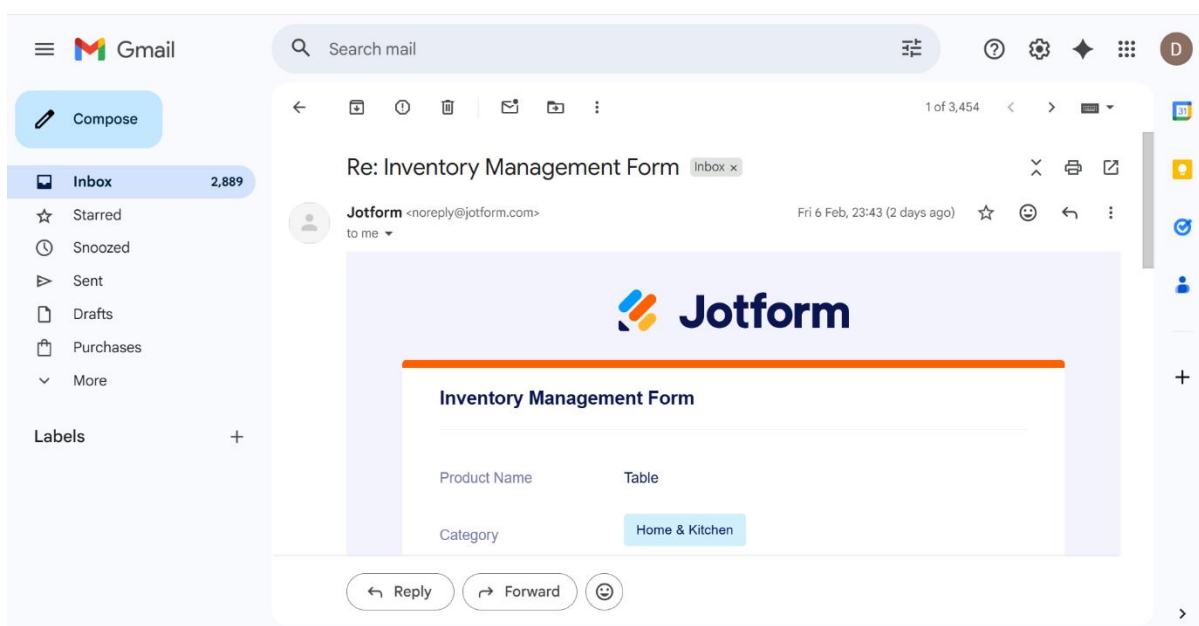 Gmail
Search mail
D
Compose
1 of 3,454
31
Re: Inventory Management Form Inbox ×
Inbox 2,889
Starred
Snoozed
Sent
Drafts
Purchases
More
Labels
Jotform <noreply@jotform.com> Fri 6 Feb, 23:43 (2 days ago)
to me
Jotform
Inventory Management Form
Product Name Table
Category Home & Kitchen
Reply Forward